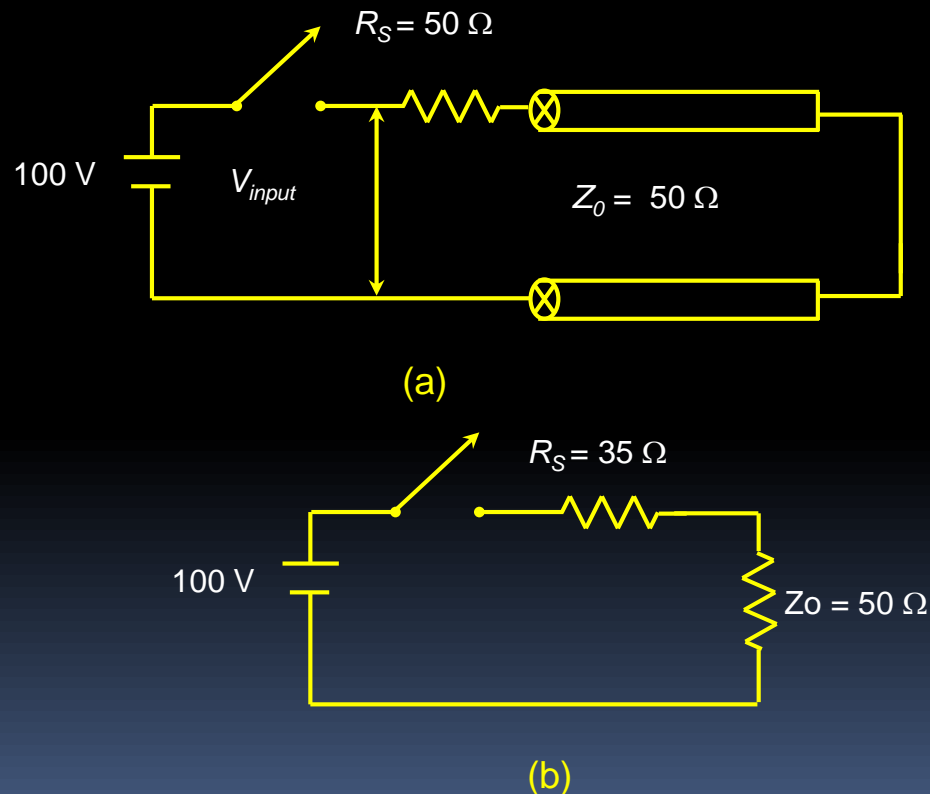 R_S = 50 Ω
100 V
V_input
Z_0 = 50 Ω
(a)
R_S = 35 Ω
100 V
Zo = 50 Ω
(b)